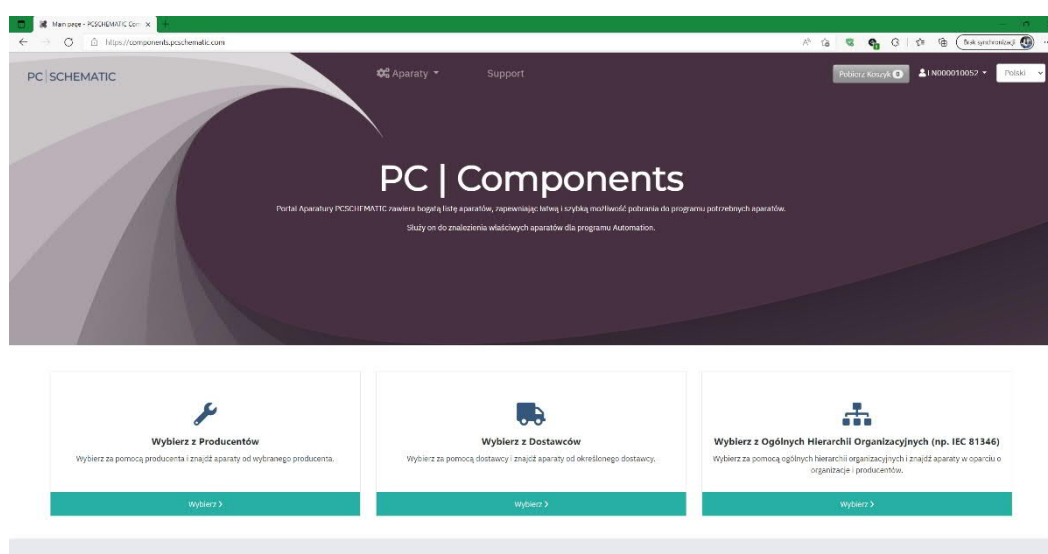 Main page - PCSCHEMATIC Com
https://components.pcschematic.com
Brak synchronizacji
PC|SCHEMATIC
Aparaty
Support
Pobierz Koszyk 0
LN000010052
Polski
PC | Components
Portal Aparatury PCSCHEMATIC zawiera bogatą listę aparatów, zapewniając łatwą i szybką możliwość pobrania do programu potrzebnych aparatów.
Służy on do znalezienia właściwych aparatów dla programu Automation.
Wybierz z Producentów
Wybierz za pomocą producenta i znajdź aparaty od wybranego producenta.
Wybierz >
Wybierz z Dostawców
Wybierz za pomocą dostawcy i znajdź aparaty od określonego dostawcy.
Wybierz >
Wybierz z Ogólnych Hierarchii Organizacyjnych (np. IEC 81346)
Wybierz za pomocą ogólnych hierarchii organizacyjnych i znajdź aparaty w oparciu o
organizacje i producentów.
Wybierz >